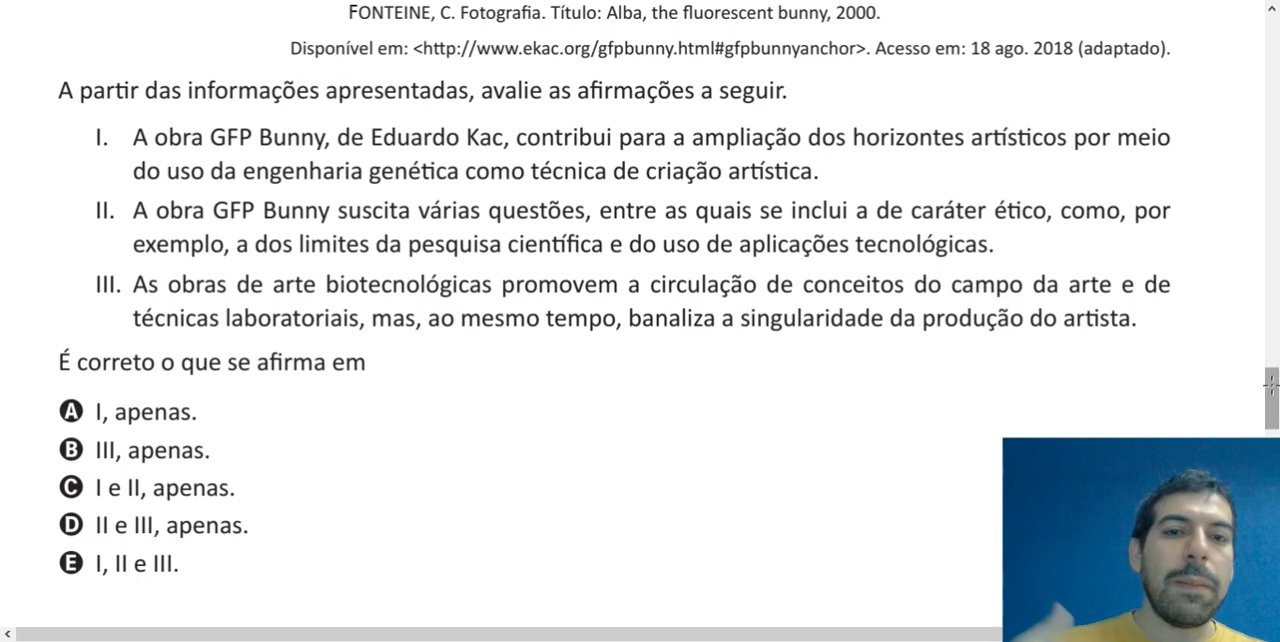 FONTEINE, C. Fotografia. Título: Alba, the fluorescent bunny, 2000.
Disponível em: <http://www.ekac.org/gfpbunny.html#gfpbunnyanchor>. Acesso em: 18 ago. 2018 (adaptado).
A partir das informações apresentadas, avalie as afirmações a seguir.
I. A obra GFP Bunny, de Eduardo Kac, contribui para a ampliação dos horizontes artísticos por meio
do uso da engenharia genética como técnica de criação artística.
II. A obra GFP Bunny suscita várias questões, entre as quais se inclui a de caráter ético, como, por
exemplo, a dos limites da pesquisa científica e do uso de aplicações tecnológicas.
III. As obras de arte biotecnológicas promovem a circulação de conceitos do campo da arte e de
técnicas laboratoriais, mas, ao mesmo tempo, banaliza a singularidade da produção do artista.
É correto o que se afirma em
A I, apenas.
B III, apenas.
C I e II, apenas.
D II e III, apenas.
E I, II e III.